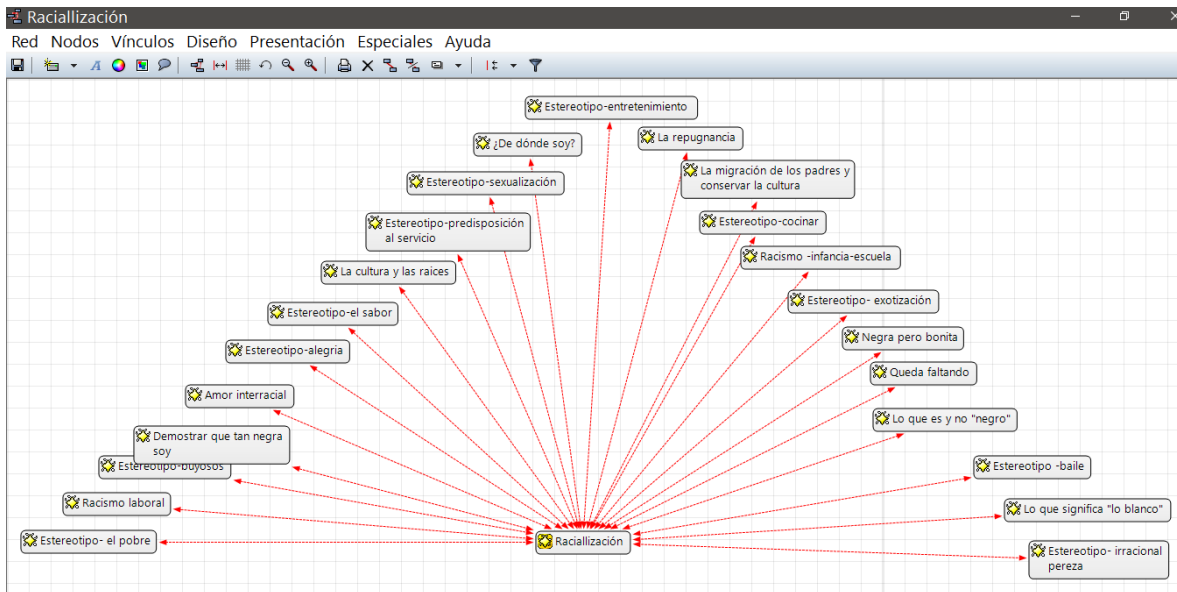 Raciallización
Red Nodos Vínculos Diseño Presentación Especiales Ayuda
Estereotipo-entretenimiento
¿De dónde soy?
La repugnancia
Estereotipo-sexualización
La migración de los padres y
conservar la cultura
Estereotipo-predisposición
al servicio
Estereotipo-cocinar
La cultura y las raices
Racismo -infancia-escuela
Estereotipo-el sabor
Estereotipo- exotización
Estereotipo-alegria
Negra pero bonita
Queda faltando
Amor interracial
Lo que es y no "negro"
Demostrar que tan negra
soy
Estereotipo-buyosos
Estereotipo -baile
Racismo laboral
Lo que significa "lo blanco"
Estereotipo- el pobre
Raciallización
Estereotipo- irracional
pereza